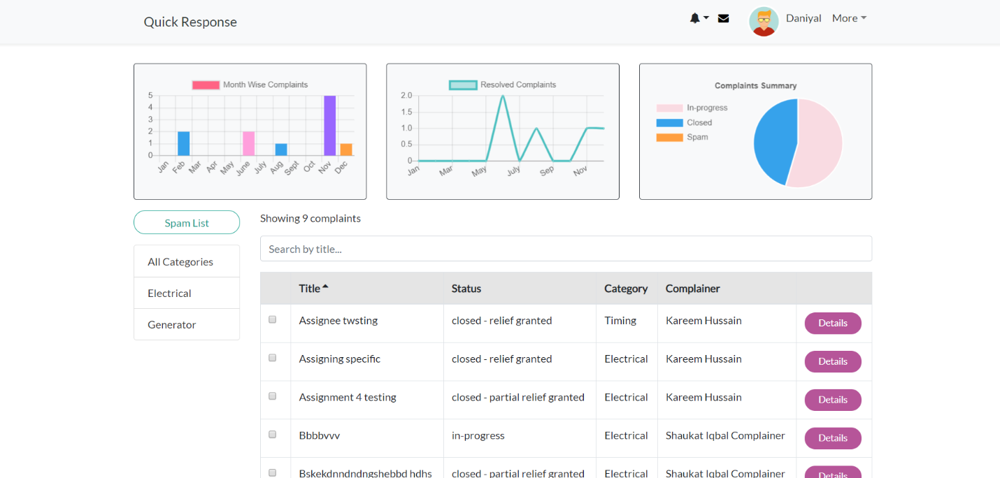 Quick Response
Daniyal More
Month Wise Complaints
5
4
3
2
1
0
Jan Feb Mar Apr May June July Aug Sept Oct Nov Dec
Resolved Complaints
2.0
1.5
1.0
0.5
0
Jan Mar May July Sep Nov
Complaints Summary
In-progress
Closed
Spam
Spam List
All Categories
Electrical
Generator
Showing 9 complaints
Search by title...
Title Status Category Complainer
Assignee twsting closed - relief granted Timing Kareem Hussain Details
Assigning specific closed - relief granted Electrical Kareem Hussain Details
Assignment 4 testing closed - partial relief granted Electrical Kareem Hussain Details
Bbbbvvv in-progress Electrical Shaukat Iqbal Complainer Details
Bskekdnndndngshebbd hdhs closed - partial relief granted Electrical Shaukat Iqbal Complainer Details